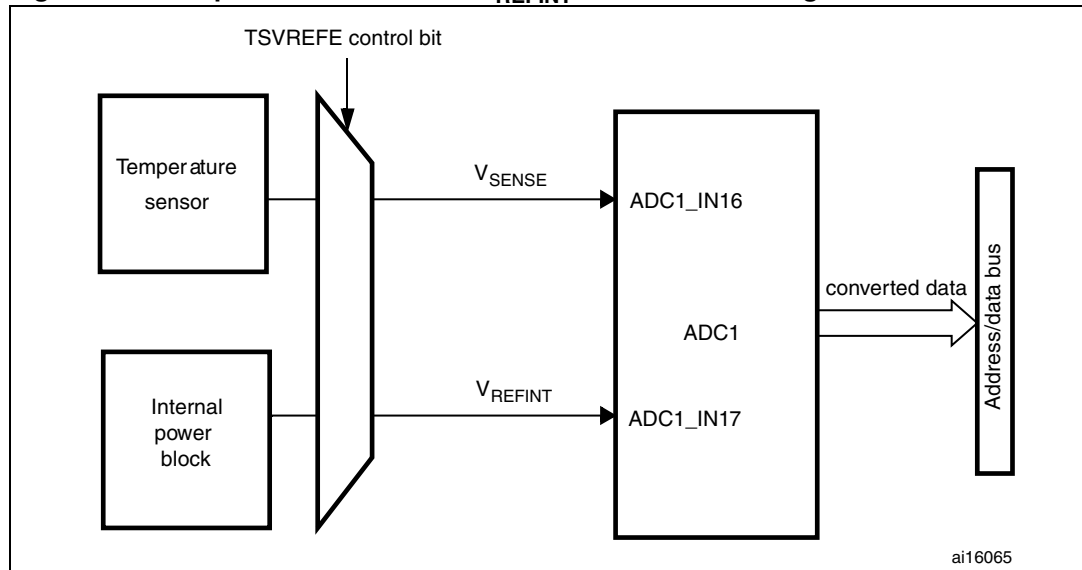 REFINT
TSVREFE control bit
Temperature
sensor
VSENSE
ADC1_IN16
converted data
Address/data bus
ADC1
Internal
power
block
VREFINT
ADC1_IN17
ai16065